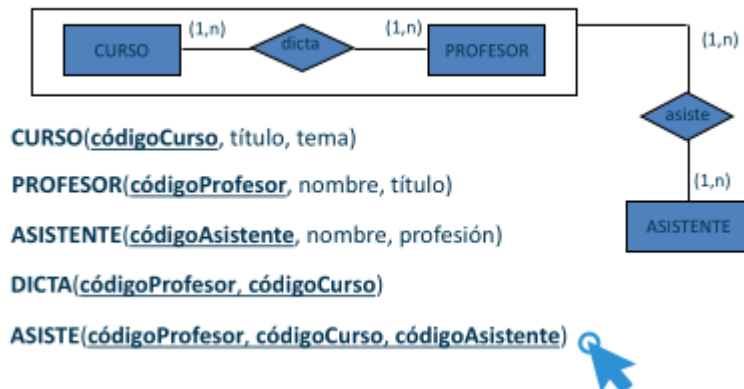 CURSO (1,n) dicta (1,n) PROFESOR
(1,n)
asiste
(1,n)
ASISTENTE
CURSO(códigoCurso, título, tema)
PROFESOR(códigoProfesor, nombre, título)
ASISTENTE(códigoAsistente, nombre, profesión)
DICTA(códigoProfesor, códigoCurso)
ASISTE(códigoProfesor, códigoCurso, códigoAsistente)